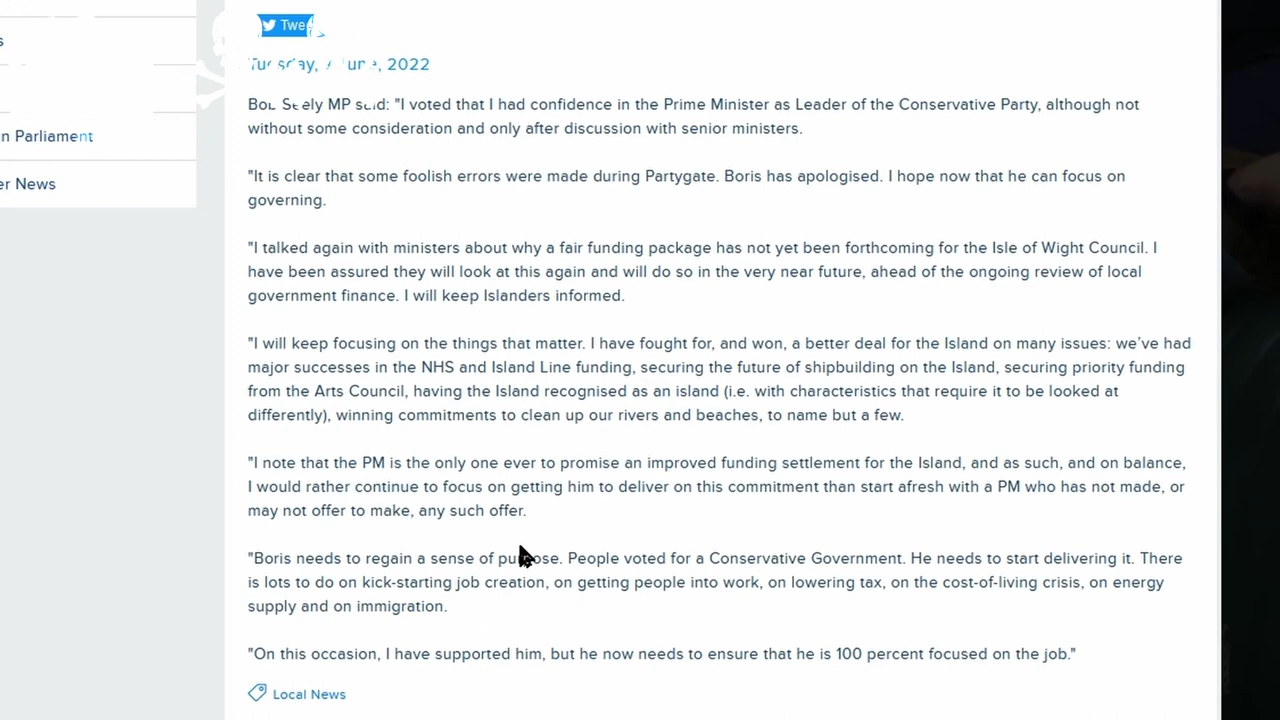 Twe
s
Tuesday, 7 June, 2022
Bob Seely MP said: "I voted that I had confidence in the Prime Minister as Leader of the Conservative Party, although not
without some consideration and only after discussion with senior ministers.
n Parliament
"It is clear that some foolish errors were made during Partygate. Boris has apologised. I hope now that he can focus on
er News
governing.
"I talked again with ministers about why a fair funding package has not yet been forthcoming for the Isle of Wight Council. I
have been assured they will look at this again and will do so in the very near future, ahead of the ongoing review of local
government finance. I will keep Islanders informed.
"I will keep focusing on the things that matter. I have fought for, and won, a better deal for the Island on many issues: we've had
major successes in the NHS and Island Line funding, securing the future of shipbuilding on the Island, securing priority funding
from the Arts Council, having the Island recognised as an island (i.e. with characteristics that require it to be looked at
differently), winning commitments to clean up our rivers and beaches, to name but a few.
"I note that the PM is the only one ever to promise an improved funding settlement for the Island, and as such, and on balance,
I would rather continue to focus on getting him to deliver on this commitment than start afresh with a PM who has not made, or
may not offer to make, any such offer.
"Boris needs to regain a sense of purpose. People voted for a Conservative Government. He needs to start delivering it. There
is lots to do on kick-starting job creation, on getting people into work, on lowering tax, on the cost-of-living crisis, on energy
supply and on immigration.
"On this occasion, I have supported him, but he now needs to ensure that he is 100 percent focused on the job."
Local News